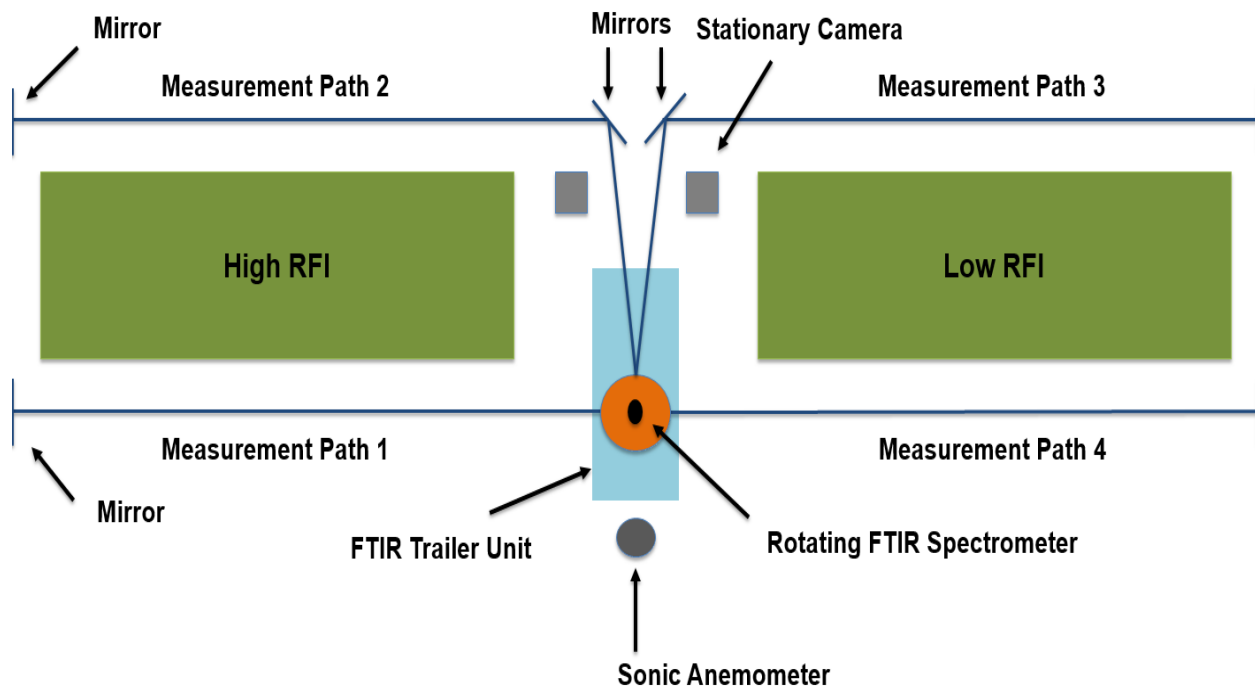 Mirror
Mirrors
Stationary Camera
Measurement Path 2
Measurement Path 3
High RFI
Low RFI
Measurement Path 1
Measurement Path 4
Mirror
FTIR Trailer Unit
Rotating FTIR Spectrometer
Sonic Anemometer